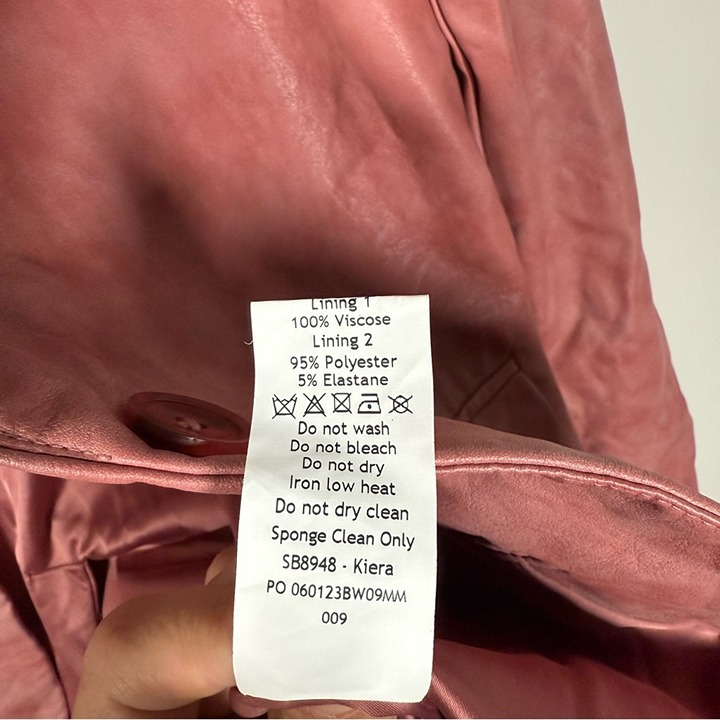 Lining 1
100% Viscose
Lining 2
95% Polyester
5% Elastane
Do not wash
Do not bleach
Do not dry
Iron low heat
Do not dry clean
Sponge Clean Only
SB8948 - Kiera
PO 060123BW09MM
009